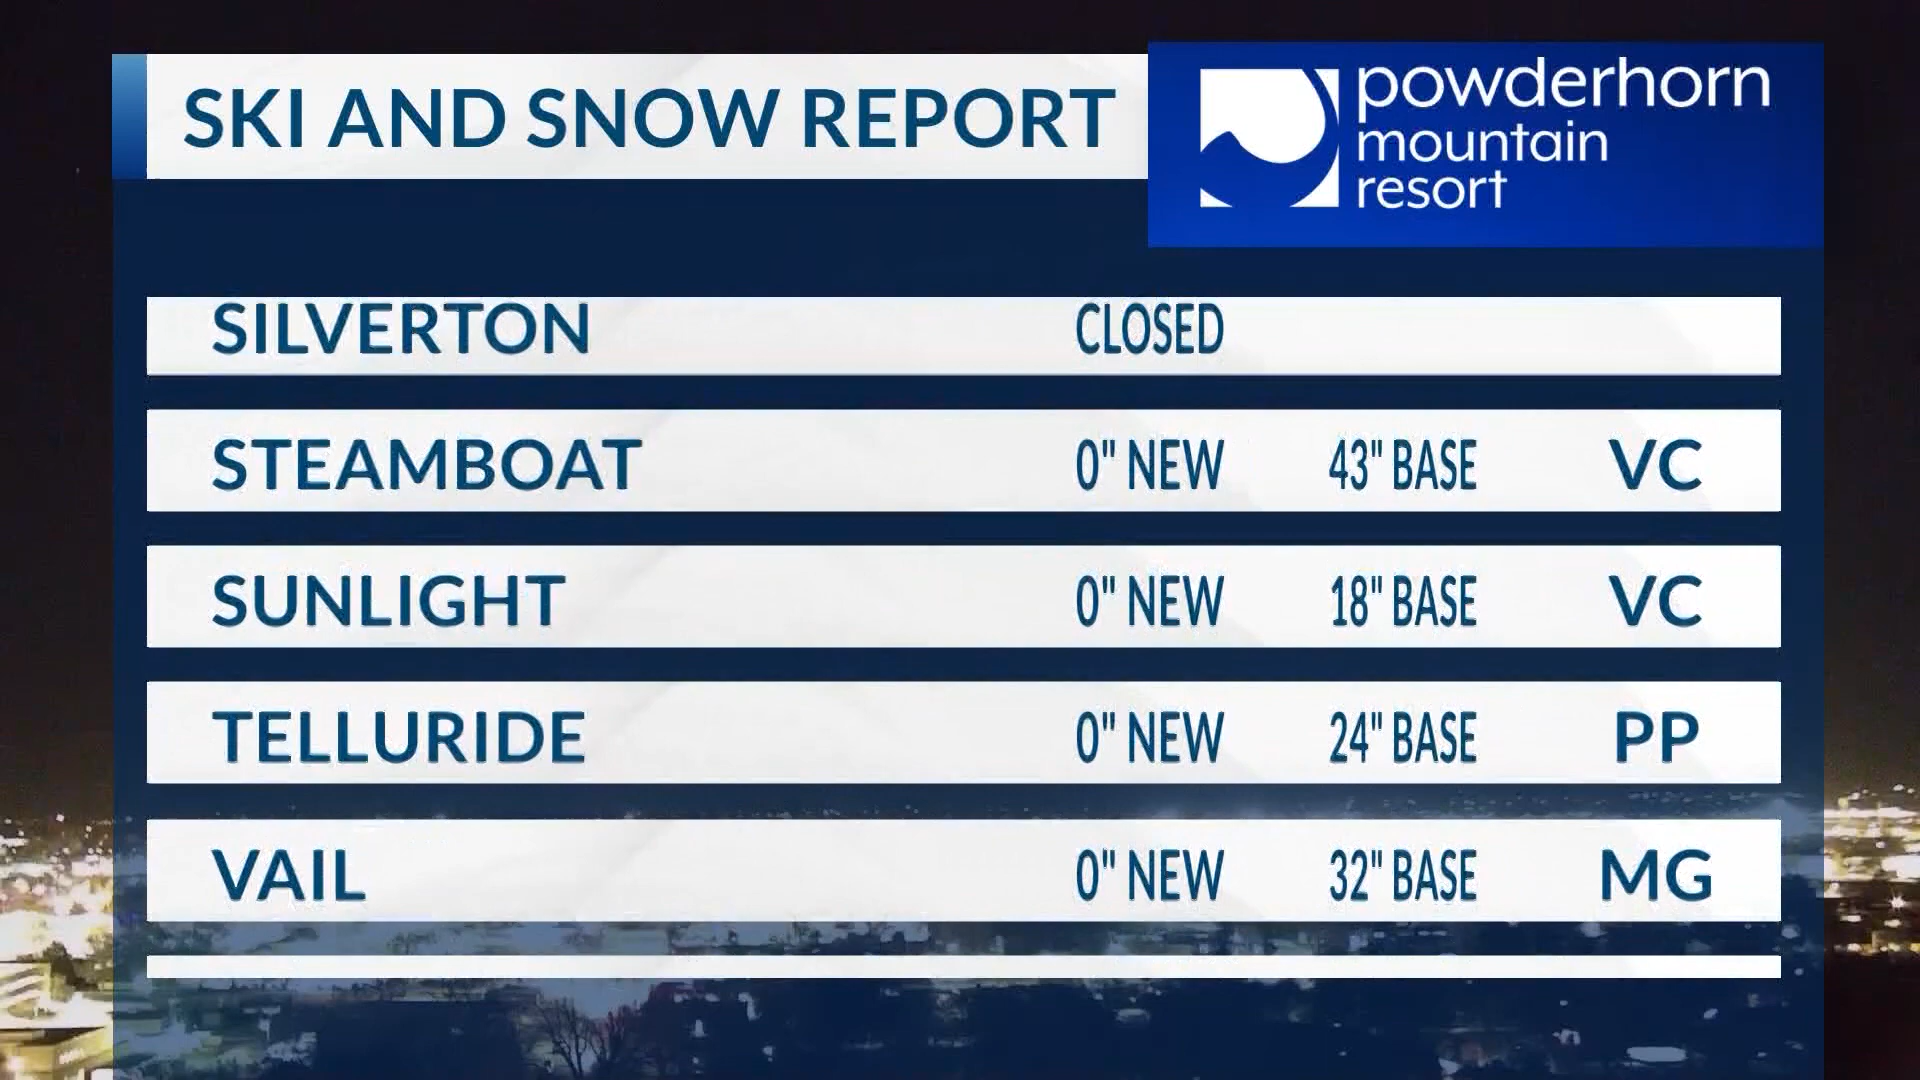 SKI AND SNOW REPORT
powderhorn
mountain
resort
SILVERTON CLOSED
STEAMBOAT 0" NEW 43" BASE VC
SUNLIGHT 0" NEW 18" BASE VC
TELLURIDE 0" NEW 24" BASE PP
VAIL 0" NEW 32" BASE MG